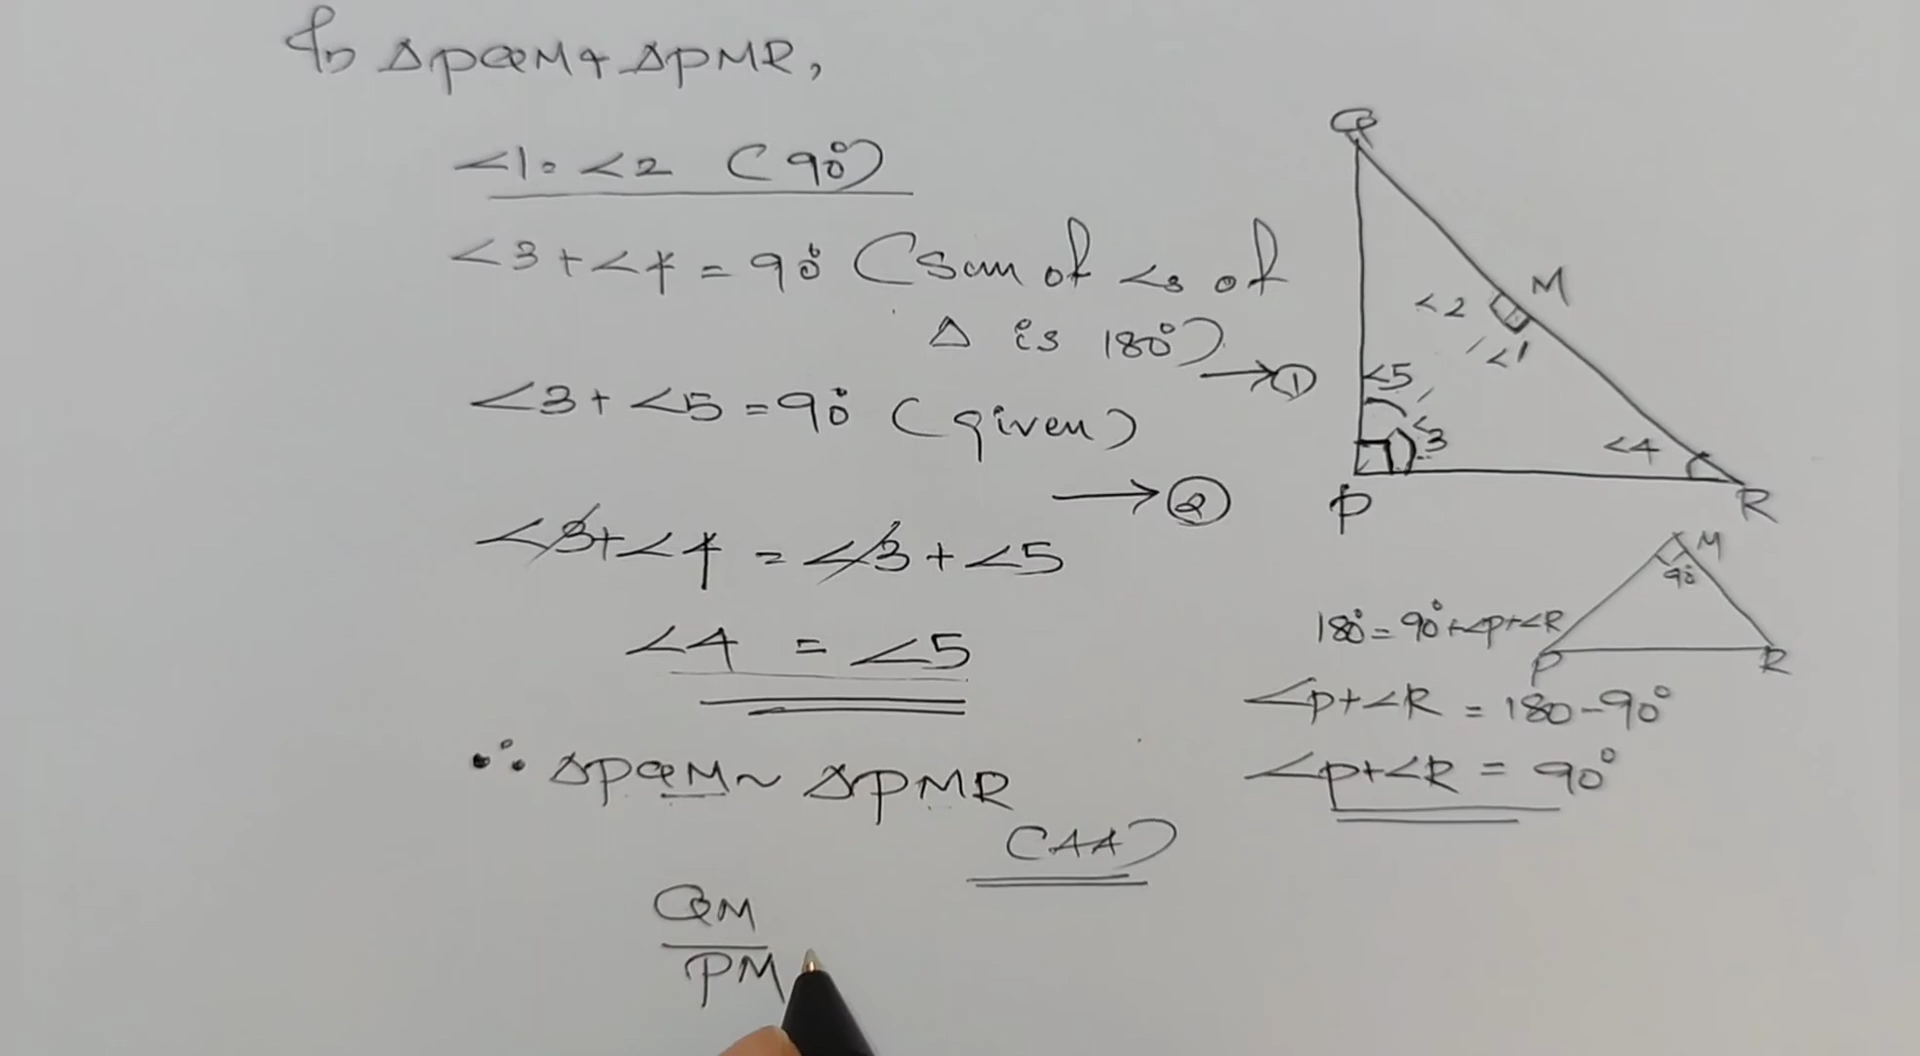 In ΔPQM & ΔPMR,
∠1 = ∠2 (90°)
∠3 + ∠4 = 90° (Sum of ∠s of
Δ is 180°)
→ ①
∠3 + ∠5 = 90° (given)
→ ②
∠3 + ∠4 = ∠3 + ∠5
∠4 = ∠5
∴ ΔPQM ~ ΔPMR
(AA)
QM
PM
Q
M
∠2
∠1
∠5
∠3
∠4
P
R
M
90°
P
R
180° = 90° + ∠P + ∠R
∠P + ∠R = 180 - 90°
∠P + ∠R = 90°